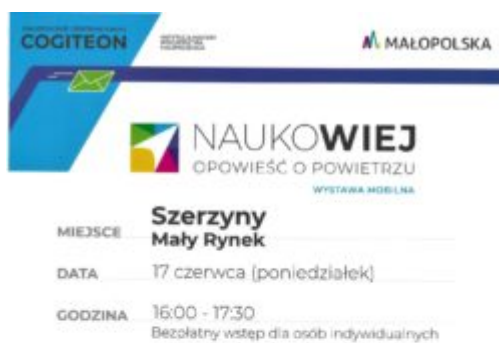 COGITEON
MAŁOPOLSKA
NAUKOWIEJ
OPOWIEŚĆ O POWIETRZU
WYSTAWA MOBILNA
MIEJSCE
Szerzyny
Mały Rynek
DATA
17 czerwca (poniedziałek)
GODZINA
16:00 - 17:30
Bezpłatny wstęp dla osób indywidualnych